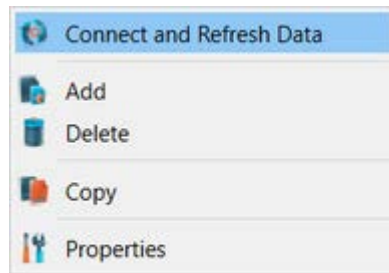 Connect and Refresh Data
Add
Delete
Copy
Properties